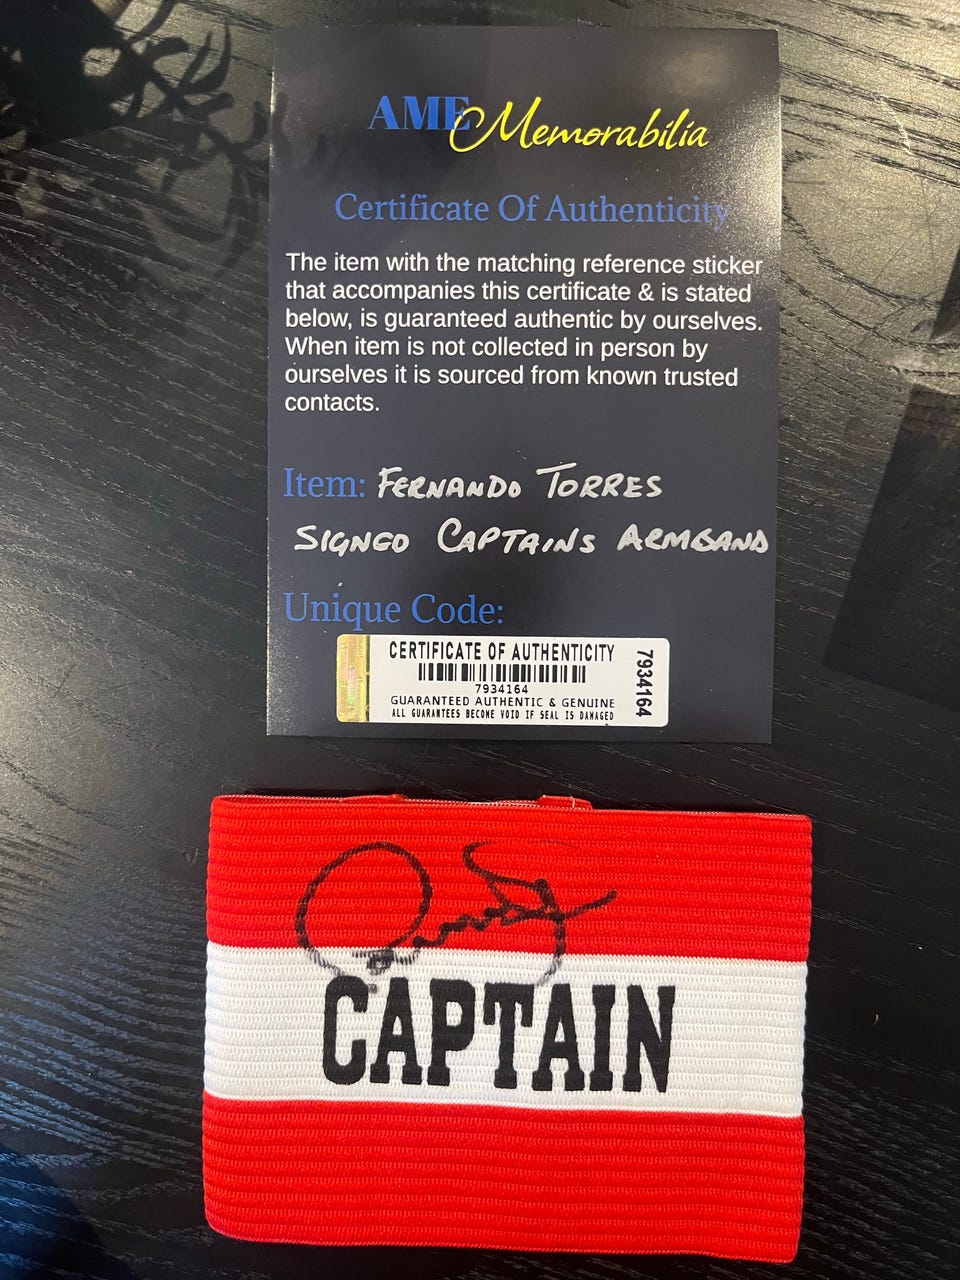 AME Memorabilia
Certificate Of Authenticity
The item with the matching reference sticker
that accompanies this certificate & is stated
below, is guaranteed authentic by ourselves.
When item is not collected in person by
ourselves it is sourced from known trusted
contacts.
Item: FERNANDO TORRES
SIGNED CAPTAINS ARMBAND
Unique Code:
CERTIFICATE OF AUTHENTICITY
7934164
GUARANTEED AUTHENTIC & GENUINE
ALL GUARANTEES BECOME VOID IF SEAL IS DAMAGED
7934164
CAPTAIN